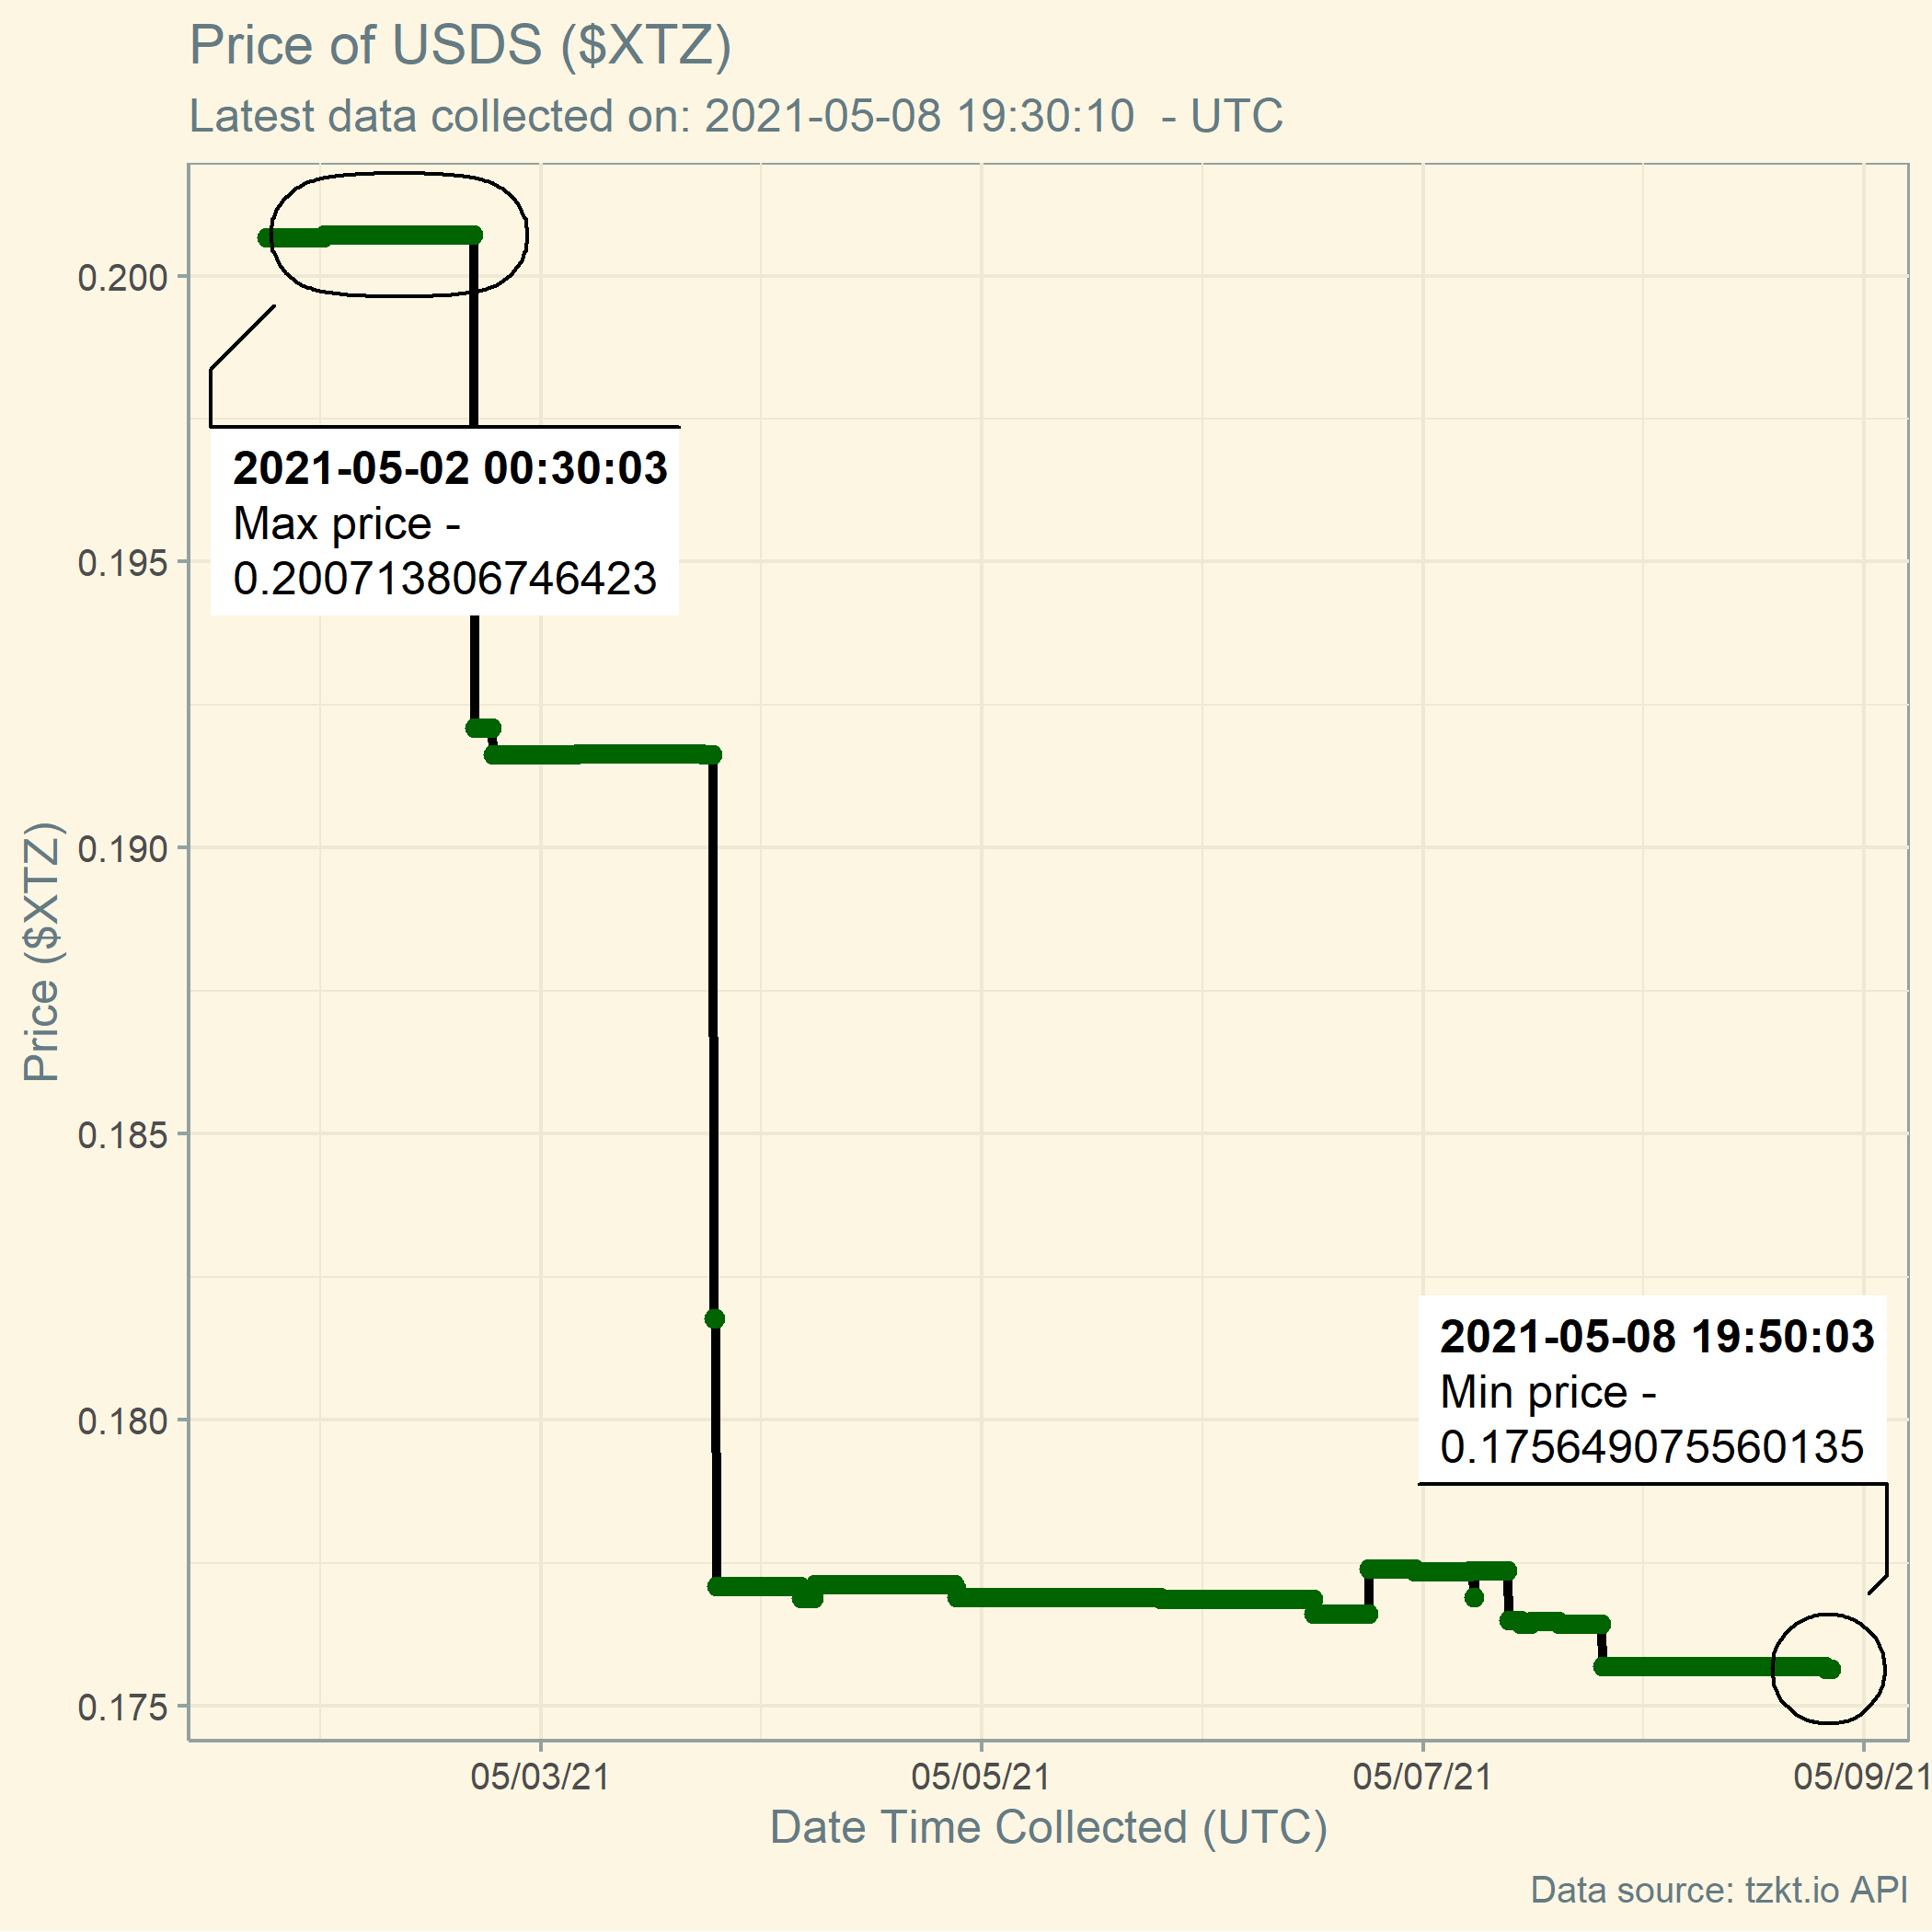 Price of USDS ($XTZ)
Latest data collected on: 2021-05-08 19:30:10  - UTC
0.200
0.195
0.190
0.185
0.180
0.175
Price ($XTZ)
2021-05-02 00:30:03
Max price -
0.200713806746423
2021-05-08 19:50:03
Min price -
0.175649075560135
05/03/21
05/05/21
05/07/21
05/09/21
Date Time Collected (UTC)
Data source: tzkt.io API